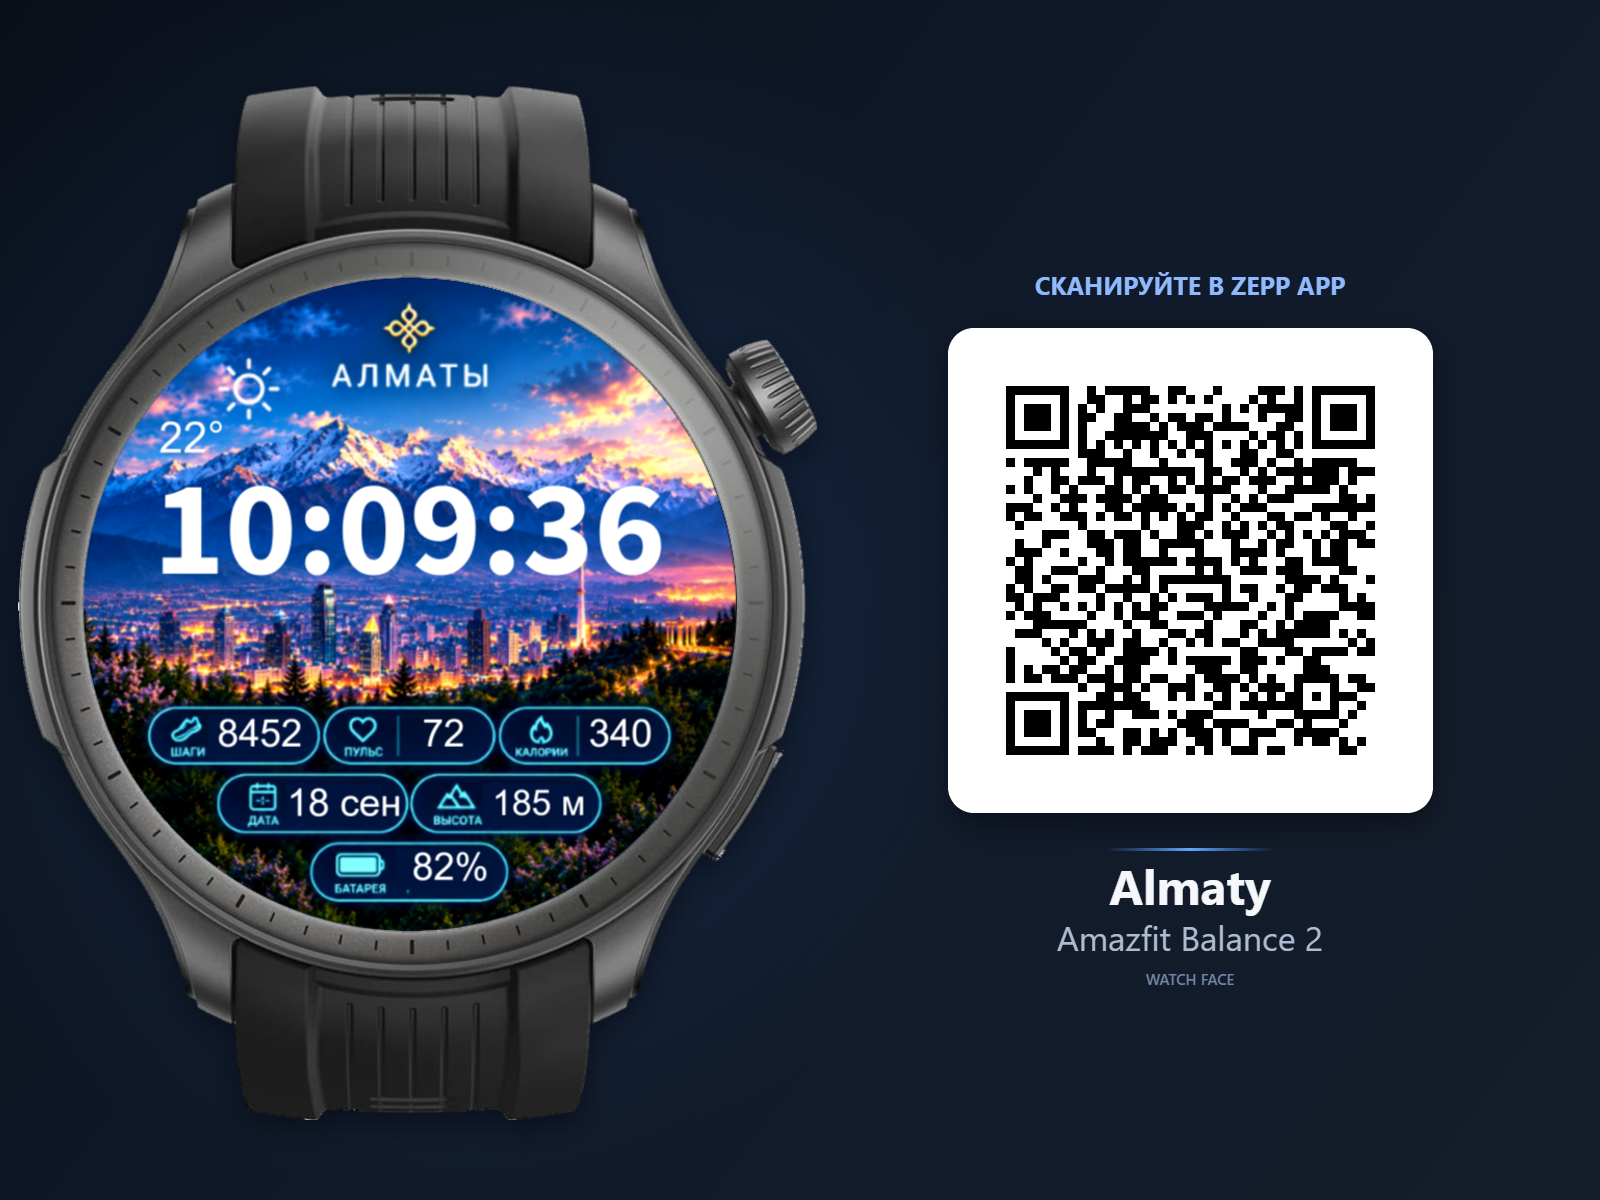 АЛМАТЫ
22°
10:09:36
ШАГИ 8452
ПУЛЬС 72
КАЛОРИИ 340
ДАТА 18 сен
ВЫСОТА 185 м
БАТАРЕЯ 82%
СКАНИРУЙТЕ В ZEPP APP
Almaty
Amazfit Balance 2
WATCH FACE